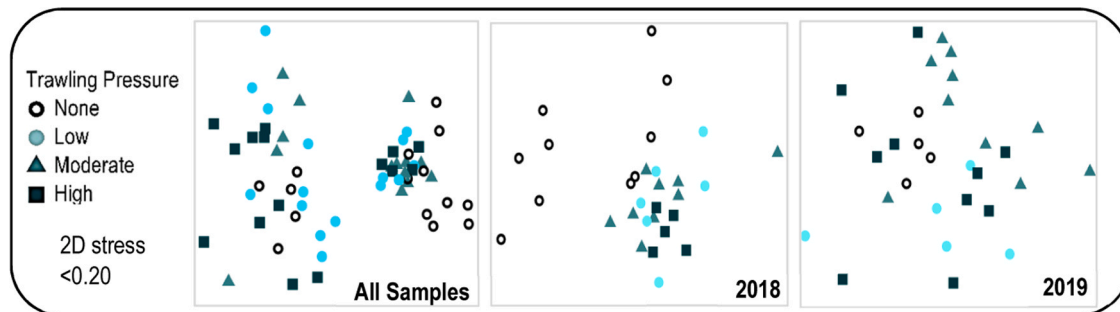 Trawling Pressure
None
Low
Moderate
High
2D stress
<0.20
All Samples
2018
2019